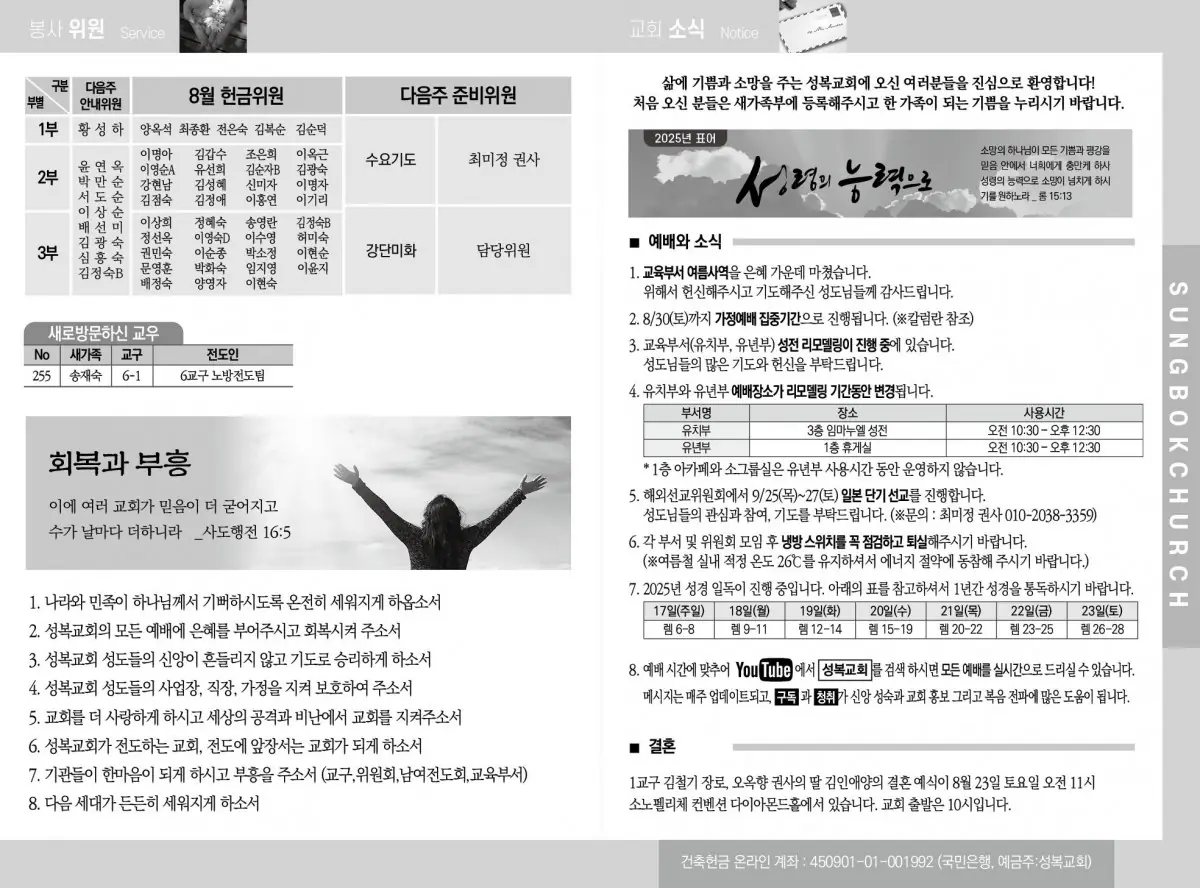 봉사 위원 Service
구분
부별
다음주
안내위원
8월 헌금위원
다음주 준비위원
1부
황성하
양옥석 최종환 전은숙 김복순 김순덕
2부
윤연옥
박만순
서도순
이상순
배선미
김광숙
심흥숙
김정숙B
이명아 김갑수 조은희 이옥근
이영순A 유선희 김순자B 김광숙
강현남 김성혜 신미자 이명자
김점숙 김정애 이홍연 이기리
3부
이상희 정혜숙 송영란 김정숙B
정선옥 이영숙D 이수영 허미숙
권민숙 이순종 박소정 이현순
문영훈 박화숙 임지영 이윤지
배정숙 양영자 이현숙
수요기도
최미정 권사
강단미화
담당위원
새로방문하신 교우
No 새가족 교구 전도인
255 송재숙 6-1 6교구 노방전도팀
회복과 부흥
이에 여러 교회가 믿음이 더 굳어지고
수가 날마다 더하니라 _사도행전 16:5
1. 나라와 민족이 하나님께서 기뻐하시도록 온전히 세워지게 하옵소서
2. 성복교회의 모든 예배에 은혜를 부어주시고 회복시켜 주소서
3. 성복교회 성도들의 신앙이 흔들리지 않고 기도로 승리하게 하소서
4. 성복교회 성도들의 사업장, 직장, 가정을 지켜 보호하여 주소서
5. 교회를 더 사랑하게 하시고 세상의 공격과 비난에서 교회를 지켜주소서
6. 성복교회가 전도하는 교회, 전도에 앞장서는 교회가 되게 하소서
7. 기관들이 한마음이 되게 하시고 부흥을 주소서 (교구,위원회,남여전도회,교육부서)
8. 다음 세대가 든든히 세워지게 하소서
교회 소식 Notice
삶에 기쁨과 소망을 주는 성복교회에 오신 여러분들을 진심으로 환영합니다!
처음 오신 분들은 새가족부에 등록해주시고 한 가족이 되는 기쁨을 누리시기 바랍니다.
2025년 표어
성령의 능력으로
소망의 하나님이 모든 기쁨과 평강을
믿음 안에서 너희에게 충만케 하사
성령의 능력으로 소망이 넘치게 하시
기를 원하노라 _ 롬 15:13
■ 예배와 소식
1. 교육부서 여름사역을 은혜 가운데 마쳤습니다.
위해서 헌신해주시고 기도해주신 성도님들께 감사드립니다.
2. 8/30(토)까지 가정예배 집중기간으로 진행됩니다. (※칼럼란 참조)
3. 교육부서(유치부, 유년부) 성전 리모델링이 진행 중에 있습니다.
성도님들의 많은 기도와 헌신을 부탁드립니다.
4. 유치부와 유년부 예배장소가 리모델링 기간동안 변경됩니다.
부서명 장소 사용시간
유치부 3층 임마누엘 성전 오전 10:30 – 오후 12:30
유년부 1층 휴게실 오전 10:30 – 오후 12:30
* 1층 아카페와 소그룹실은 유년부 사용시간 동안 운영하지 않습니다.
5. 해외선교위원회에서 9/25(목)~27(토) 일본 단기 선교를 진행합니다.
성도님들의 관심과 참여, 기도를 부탁드립니다. (※문의 : 최미정 권사 010-2038-3359)
6. 각 부서 및 위원회 모임 후 냉방 스위치를 꼭 점검하고 퇴실해주시기 바랍니다.
(※여름철 실내 적정 온도 26℃를 유지하셔서 에너지 절약에 동참해 주시기 바랍니다.)
7. 2025년 성경 일독이 진행 중입니다. 아래의 표를 참고하셔서 1년간 성경을 통독하시기 바랍니다.
17일(주일) 18일(월) 19일(화) 20일(수) 21일(목) 22일(금) 23일(토)
렘 6-8 렘 9-11 렘 12-14 렘 15-19 렘 20-22 렘 23-25 렘 26-28
8. 예배 시간에 맞추어 YouTube에서 성복교회를 검색 하시면 모든 예배를 실시간으로 드리실 수 있습니다.
메시지는 매주 업데이트되고, 구독 과 청취가 신앙 성숙과 교회 홍보 그리고 복음 전파에 많은 도움이 됩니다.
■ 결혼
1교구 김철기 장로, 오옥향 권사의 딸 김인애양의 결혼 예식이 8월 23일 토요일 오전 11시
소노펠리체 컨벤션 다이아몬드홀에서 있습니다. 교회 출발은 10시입니다.
SUNGBOKCHURCH
건축헌금 온라인 계좌 : 450901-01-001992 (국민은행, 예금주:성복교회)